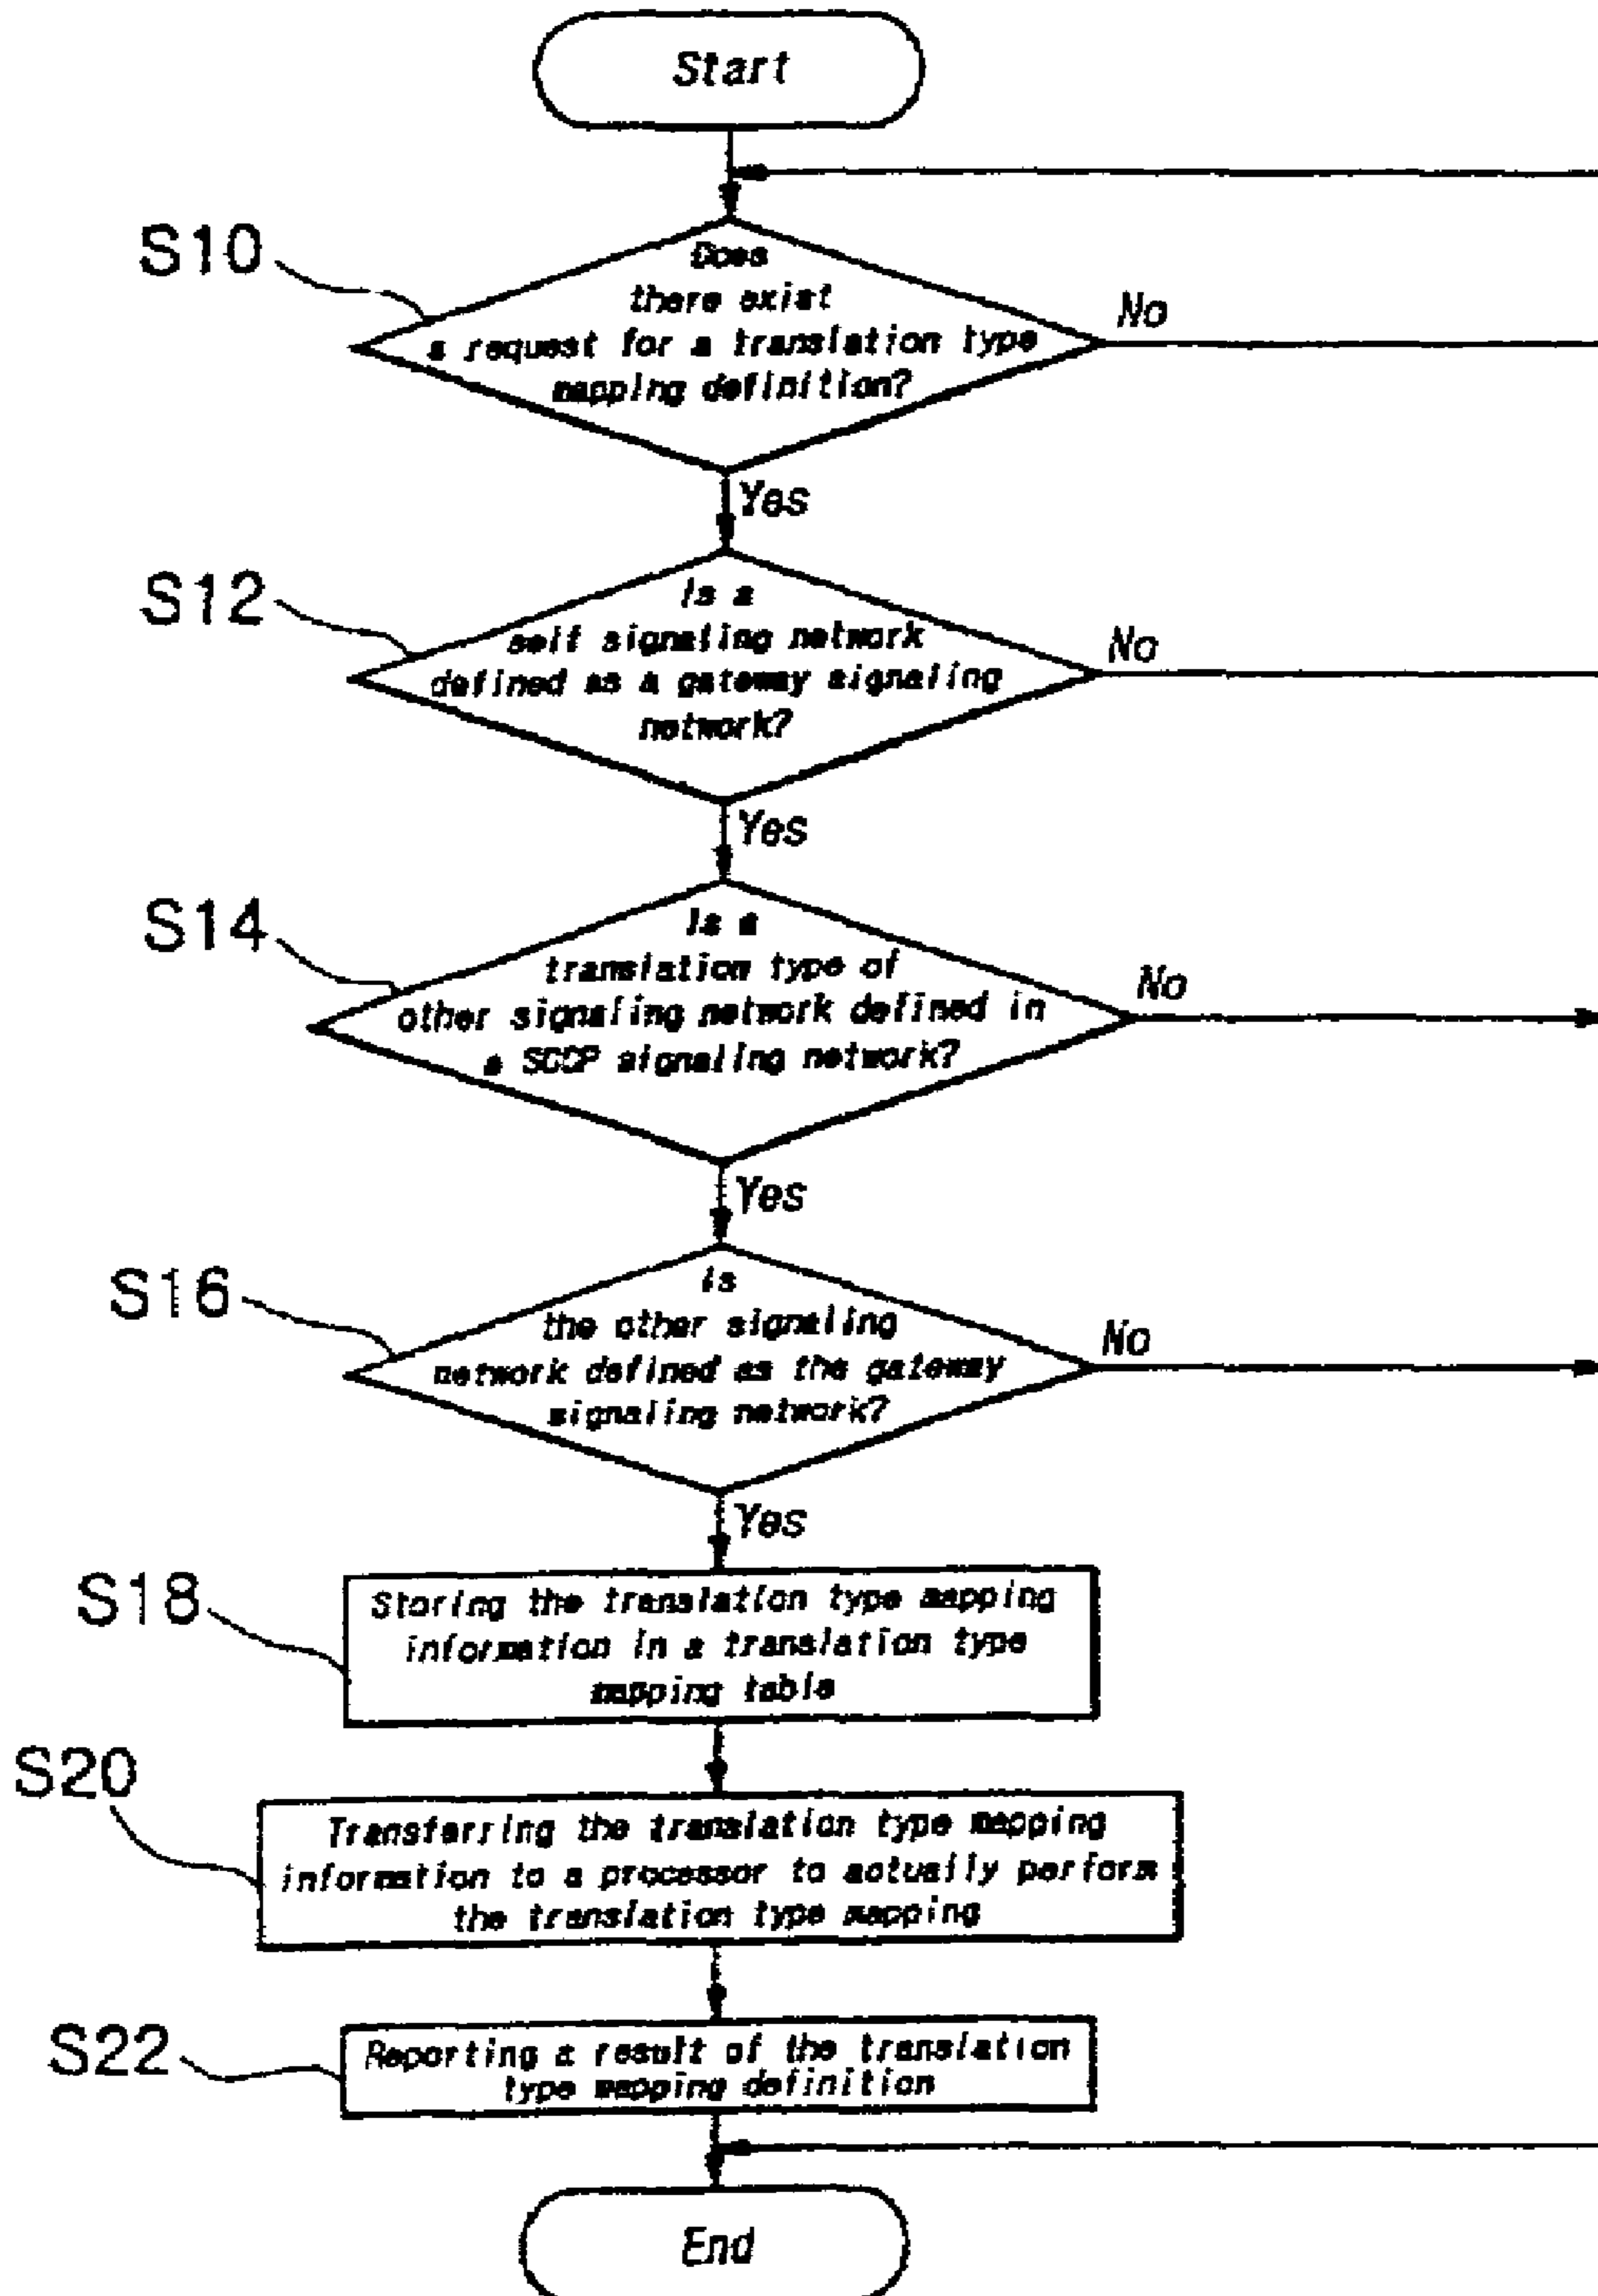 Start
S10
Does
there exist
a request for a translation type
mapping definition?
No
Yes
S12
Is a
self signaling network
defined as a gateway signaling
network?
No
Yes
S14
Is a
translation type of
other signaling network defined in
a SCCP signaling network?
No
Yes
S16
Is
the other signaling
network defined as the gateway
signaling network?
No
Yes
S18
Storing the translation type mapping
information in a translation type
mapping table
S20
Transferring the translation type mapping
information to a processor to actually perform
the translation type mapping
S22
Reporting a result of the translation
type mapping definition
End